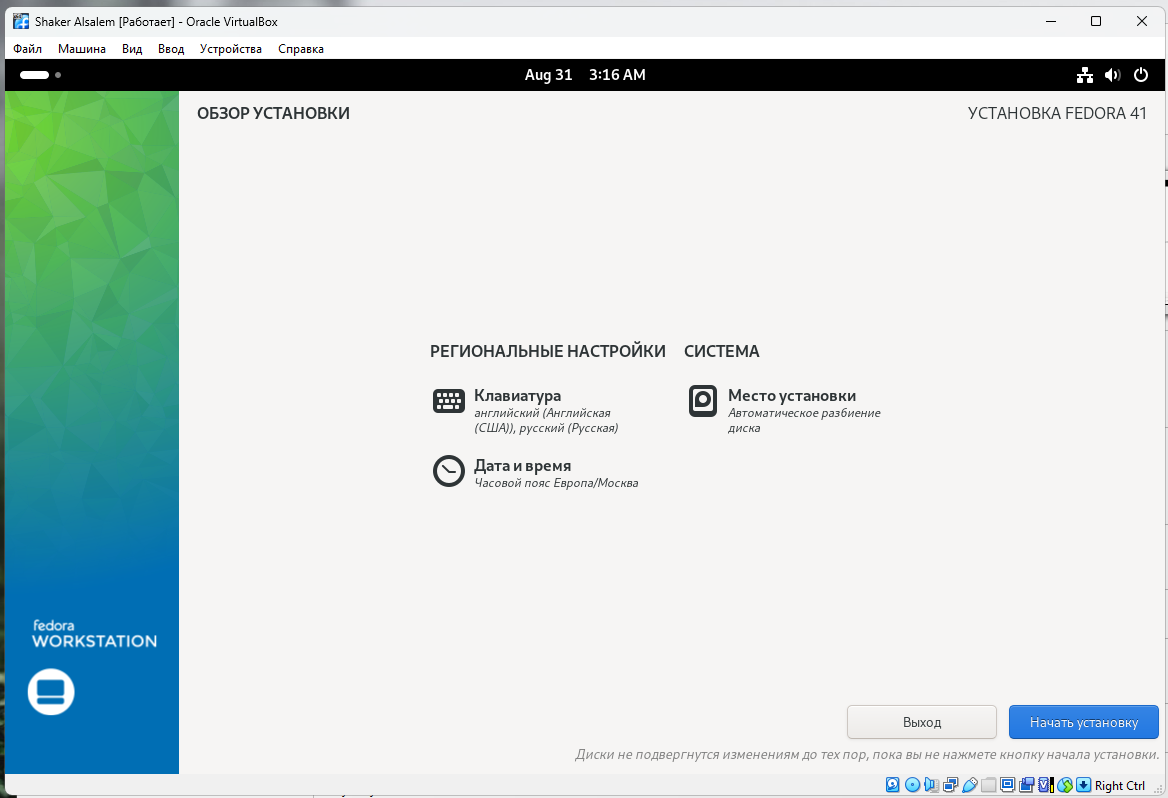 Shaker Alsalem [Работает] - Oracle VirtualBox
Файл Машина Вид Ввод Устройства Справка
Aug 31 3:16 AM
ОБЗОР УСТАНОВКИ
УСТАНОВКА FEDORA 41
РЕГИОНАЛЬНЫЕ НАСТРОЙКИ
Клавиатура
английский (Английская
(США)), русский (Русская)
Дата и время
Часовой пояс Европа/Москва
СИСТЕМА
Место установки
Автоматическое разбиение
диска
fedora
WORKSTATION
Выход
Начать установку
Диски не подвергнутся изменениям до тех пор, пока вы не нажмете кнопку начала установки.
Right Ctrl